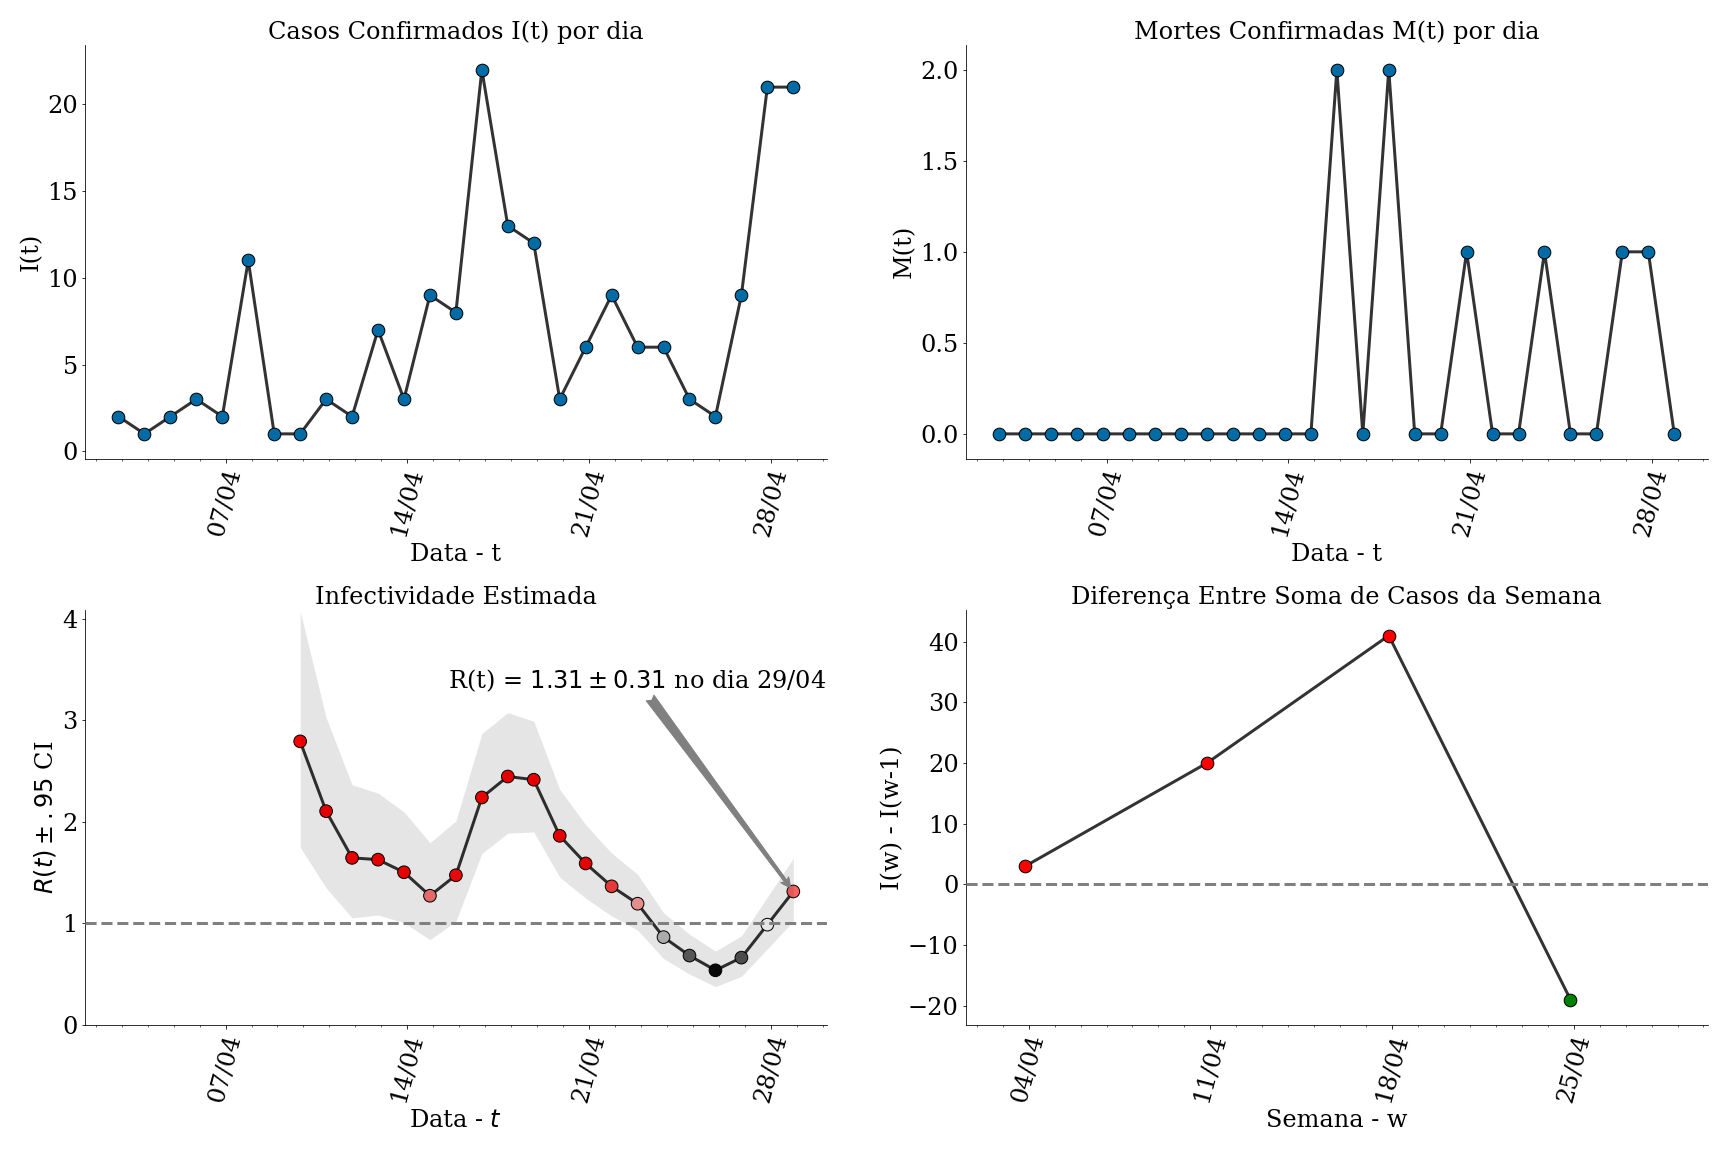 Casos Confirmados I(t) por dia
I(t)
20
15
10
5
0
07/04
14/04
21/04
28/04
Data - t
Mortes Confirmadas M(t) por dia
M(t)
2.0
1.5
1.0
0.5
0.0
07/04
14/04
21/04
28/04
Data - t
Infectividade Estimada
R(t) ± .95 CI
4
3
2
1
0
R(t) = 1.31 ± 0.31 no dia 29/04
07/04
14/04
21/04
28/04
Data - t
Diferença Entre Soma de Casos da Semana
I(w) - I(w-1)
40
30
20
10
0
−10
−20
04/04
11/04
18/04
25/04
Semana - w